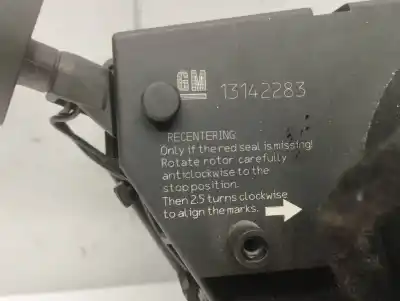 GM 13142283
RECENTERING:
Only if the red seal is missing!
Rotate rotor carefully
anticlockwise to the
stop position.
Then 2.5 turns clockwise
to align the marks.